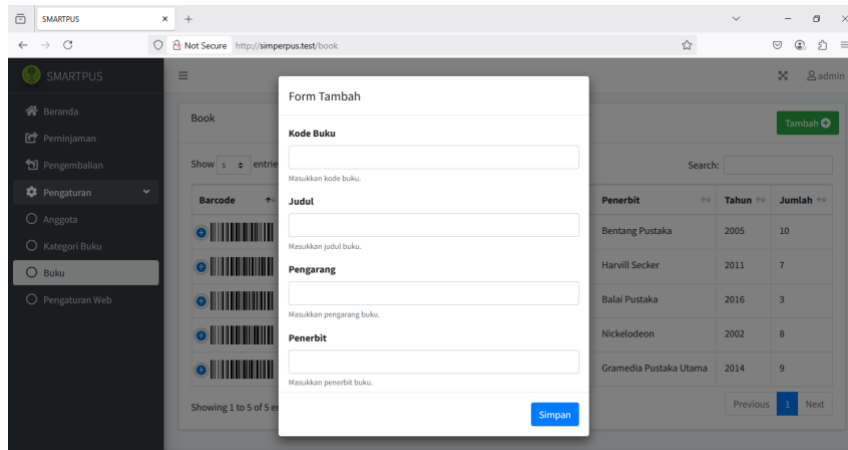 SMARTPUS
Not Secure http://simperpus.test/book
SMARTPUS
admin
Beranda
Peminjaman
Pengembalian
Pengaturan
Anggota
Kategori Buku
Buku
Pengaturan Web
Book
Tambah
Show 5 entrie
Search:
Barcode
Penerbit Tahun Jumlah
Bentang Pustaka 2005 10
Harvill Secker 2011 7
Balai Pustaka 2016 3
Nickelodeon 2002 8
Gramedia Pustaka Utama 2014 9
Showing 1 to 5 of 5 en
Previous 1 Next
Form Tambah
Kode Buku
Masukkan kode buku.
Judul
Masukkan judul buku.
Pengarang
Masukkan pengarang buku.
Penerbit
Masukkan penerbit buku.
Simpan